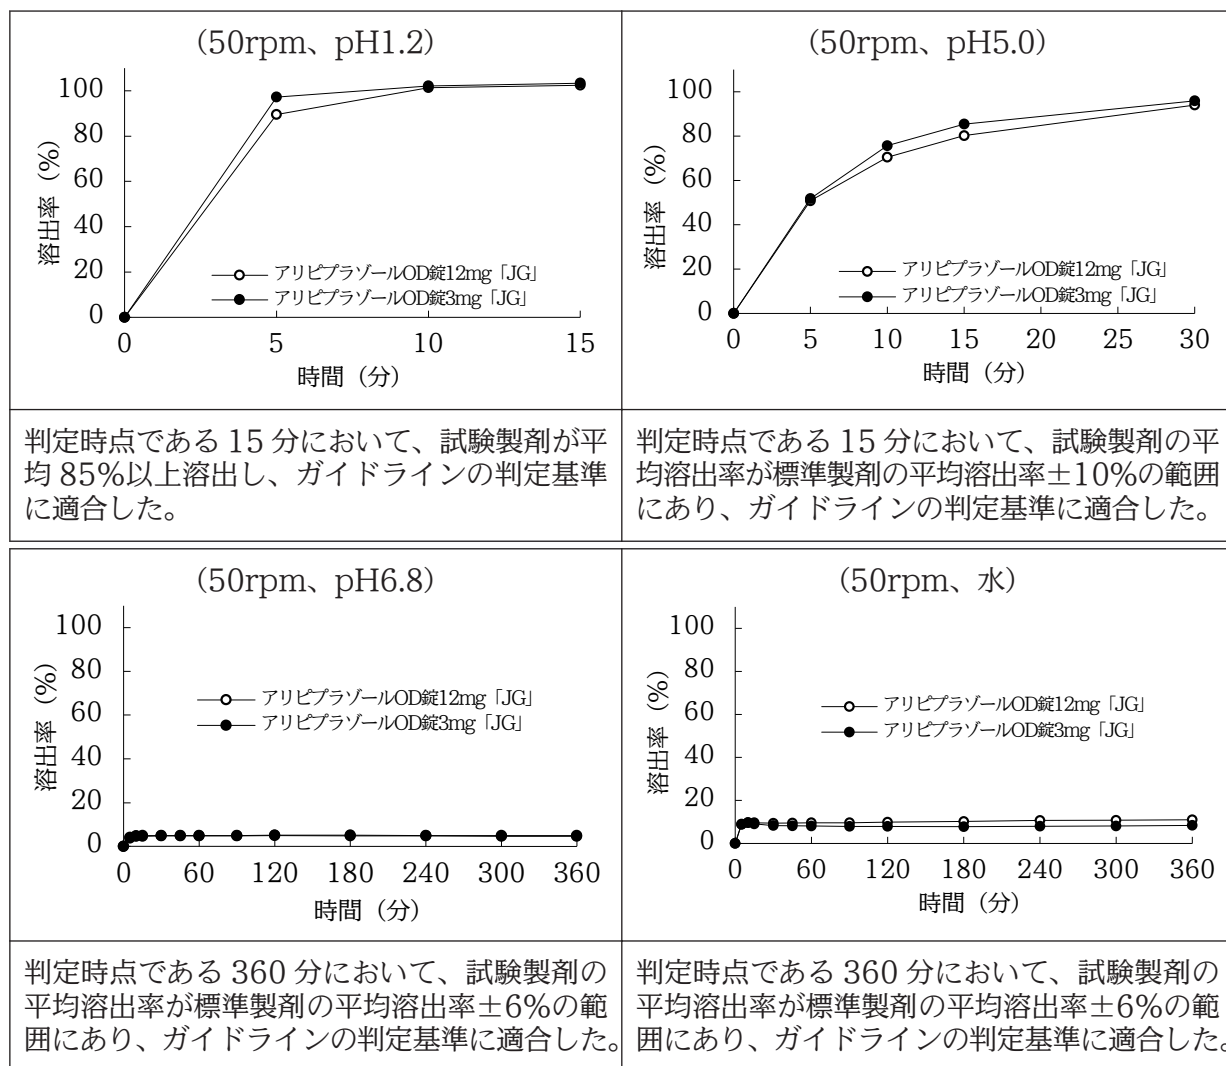 (50rpm、pH1.2)
100
80
60
40
20
0
溶出率 (%)
アリピプラゾールOD錠12mg「JG」
アリピプラゾールOD錠3mg「JG」
0 5 10 15
時間 (分)
判定時点である 15 分において、試験製剤が平
均 85%以上溶出し、ガイドラインの判定基準
に適合した。
(50rpm、pH5.0)
100
80
60
40
20
0
溶出率 (%)
アリピプラゾールOD錠12mg「JG」
アリピプラゾールOD錠3mg「JG」
0 5 10 15 20 25 30
時間 (分)
判定時点である 15 分において、試験製剤の平
均溶出率が標準製剤の平均溶出率±10%の範囲
にあり、ガイドラインの判定基準に適合した。
(50rpm、pH6.8)
100
80
60
40
20
0
溶出率 (%)
アリピプラゾールOD錠12mg「JG」
アリピプラゾールOD錠3mg「JG」
0 60 120 180 240 300 360
時間 (分)
判定時点である 360 分において、試験製剤の
平均溶出率が標準製剤の平均溶出率±6%の範
囲にあり、ガイドラインの判定基準に適合した。
(50rpm、水)
100
80
60
40
20
0
溶出率 (%)
アリピプラゾールOD錠12mg「JG」
アリピプラゾールOD錠3mg「JG」
0 60 120 180 240 300 360
時間 (分)
判定時点である 360 分において、試験製剤の
平均溶出率が標準製剤の平均溶出率±6%の範
囲にあり、ガイドラインの判定基準に適合した。